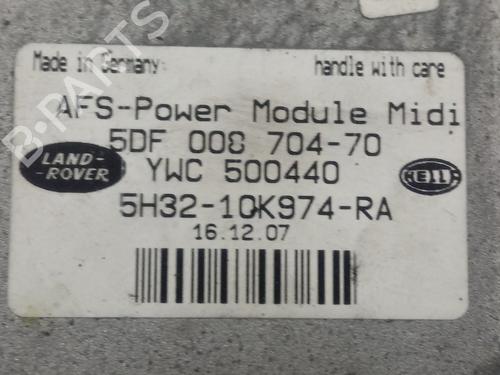 Made in Germany
handle with care
AFS-Power Module Midi
5DF 008 704-70
LAND-
ROVER
YWC 500440
HELLA
5H32-10K974-RA
16.12.07
B-PARTS